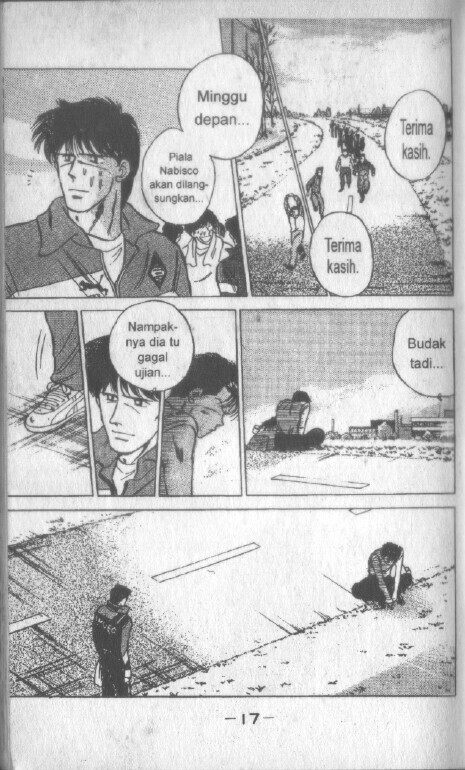 Terima
kasih.
Terima
kasih.
Minggu
depan...
Piala
Nabisco
akan dilang-
sungkan...
Budak
tadi...
Nampak-
nya dia tu
gagal
ujian...
-17-